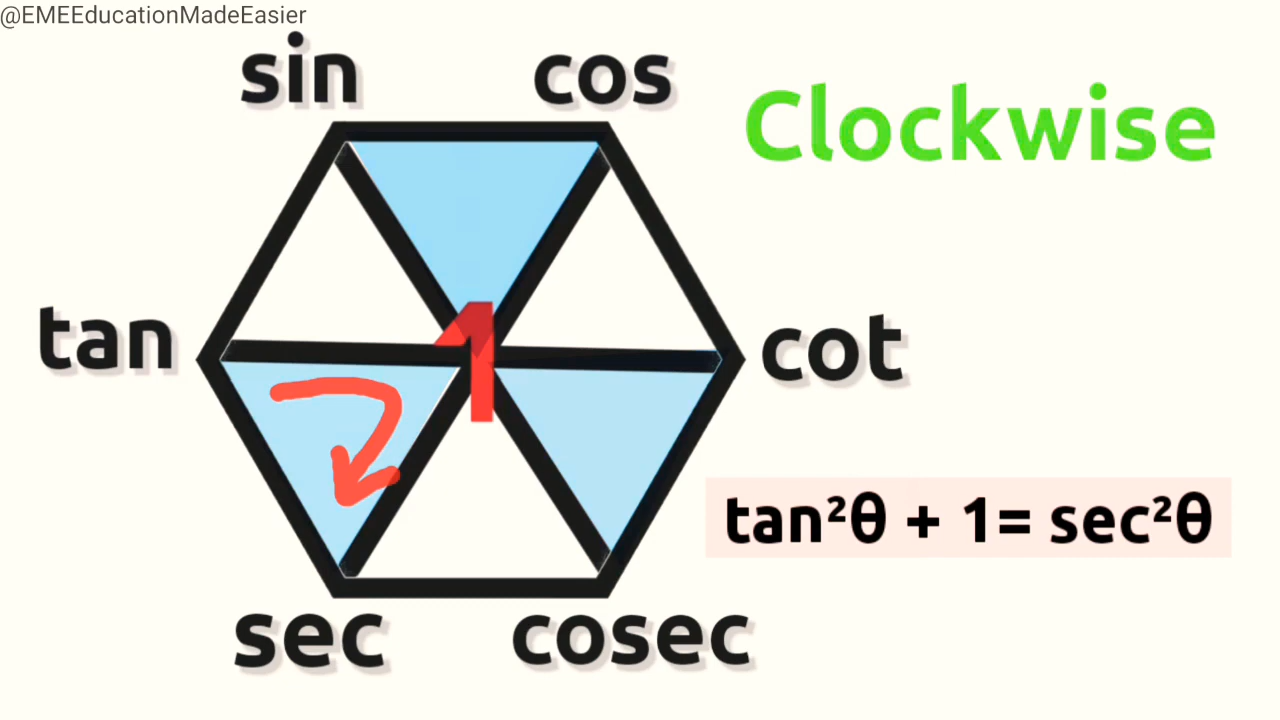 @EMEEducationMadeEasier
sin cos
Clockwise
tan 1 cot
tan²θ + 1= sec²θ
sec cosec